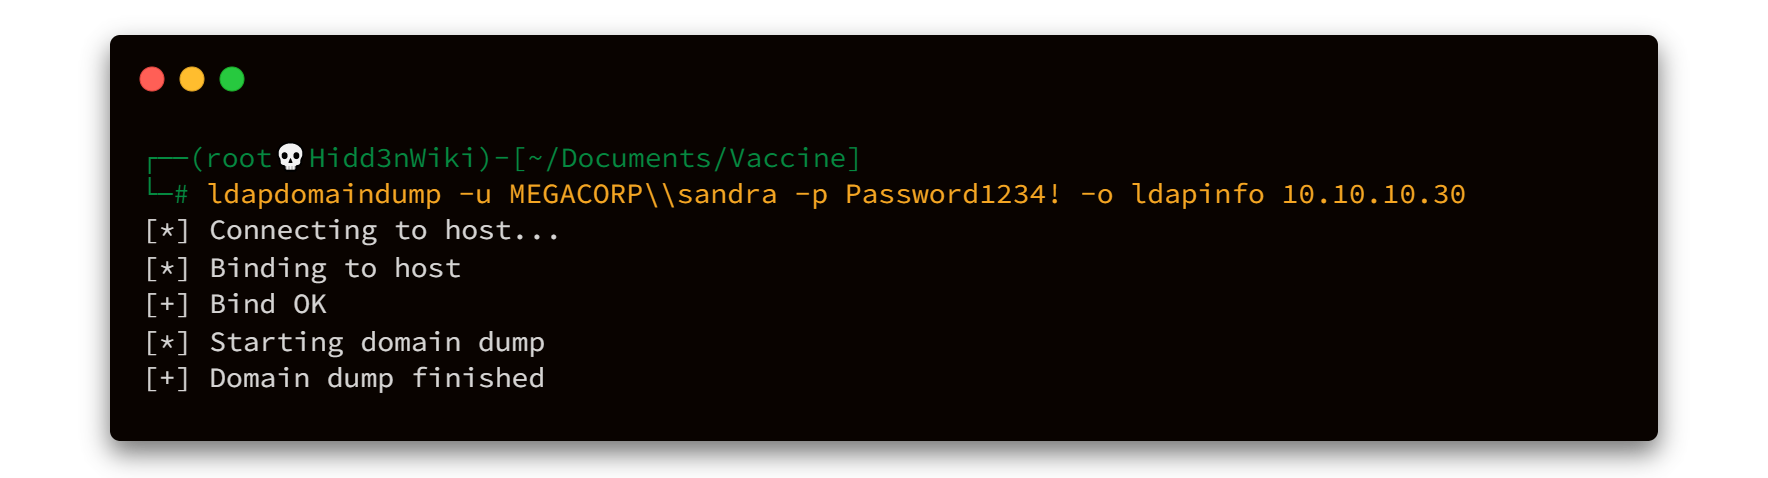 ┌──(root💀Hidd3nWiki)-[~/Documents/Vaccine]
└─# ldapdomaindump -u MEGACORP\\sandra -p Password1234! -o ldapinfo 10.10.10.30
[*] Connecting to host...
[*] Binding to host
[+] Bind OK
[*] Starting domain dump
[+] Domain dump finished